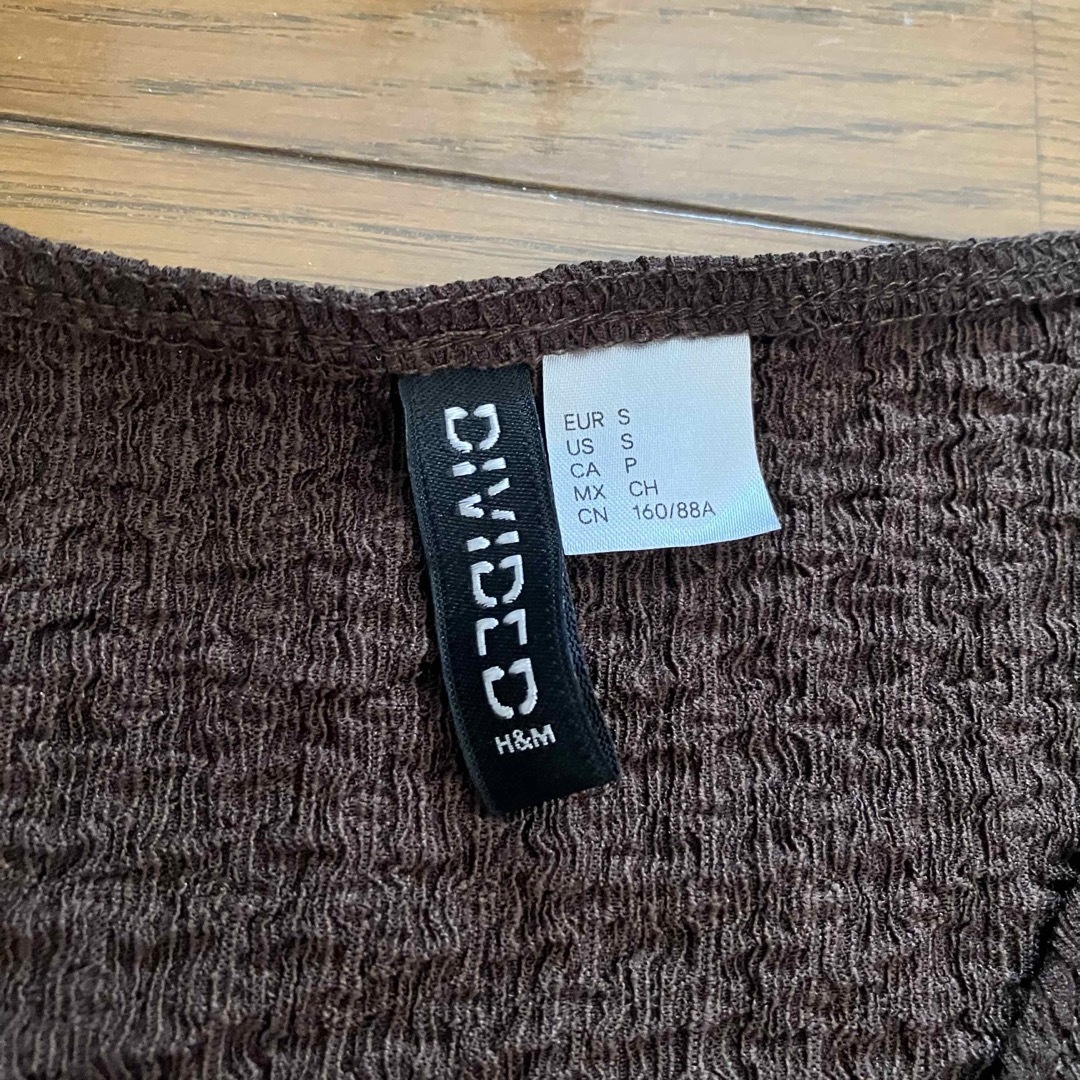 DIVIDED
H&M
EUR S
US S
CA P
MX CH
CN 160/88A